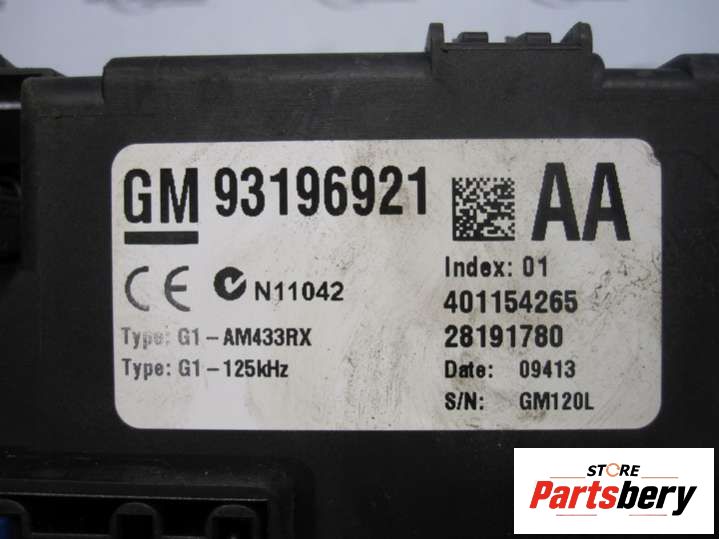 GM 93196921 AA
CE N11042
Type: G1-AM433RX
Type: G1-125kHz
Index: 01
401154265
28191780
Date: 09413
S/N: GM120L
STORE
Partsbery